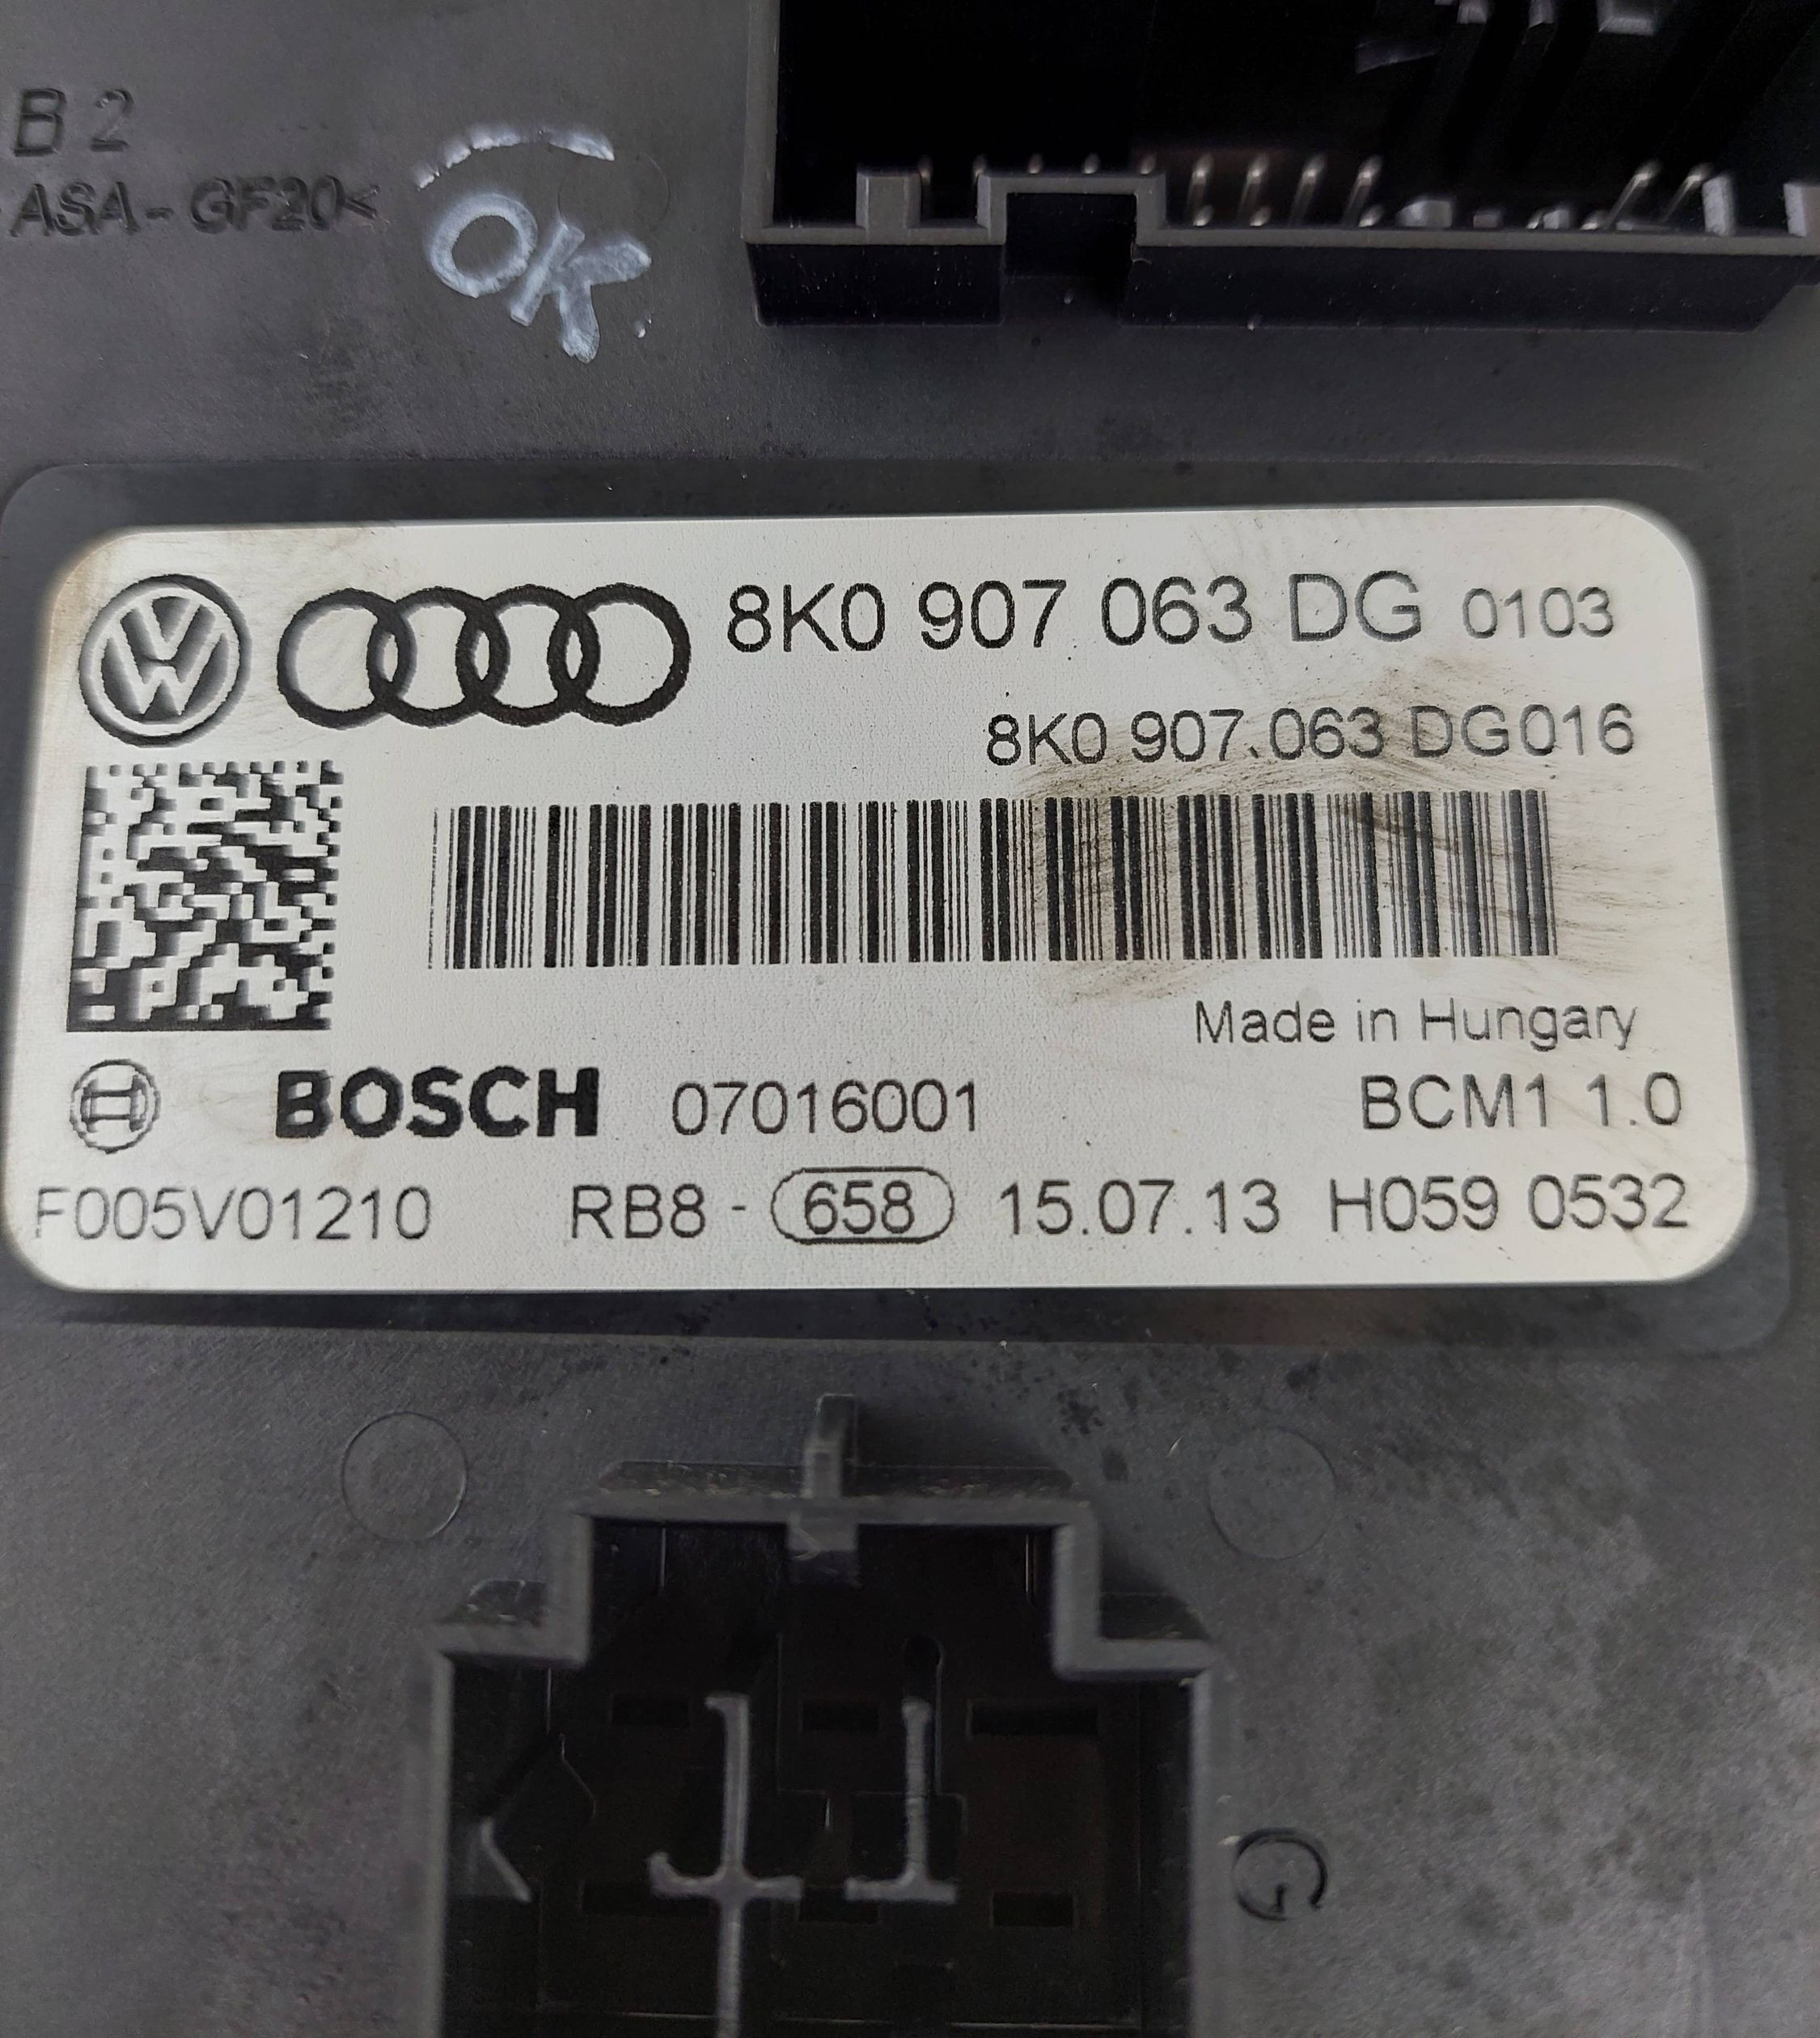 B 2
ASA-GF20<
OK
8K0 907 063 DG 0103
8K0 907.063 DG016
Made in Hungary
BOSCH 07016001 BCM1 1.0
F005V01210 RB8 - 658 15.07.13 H059 0532
G